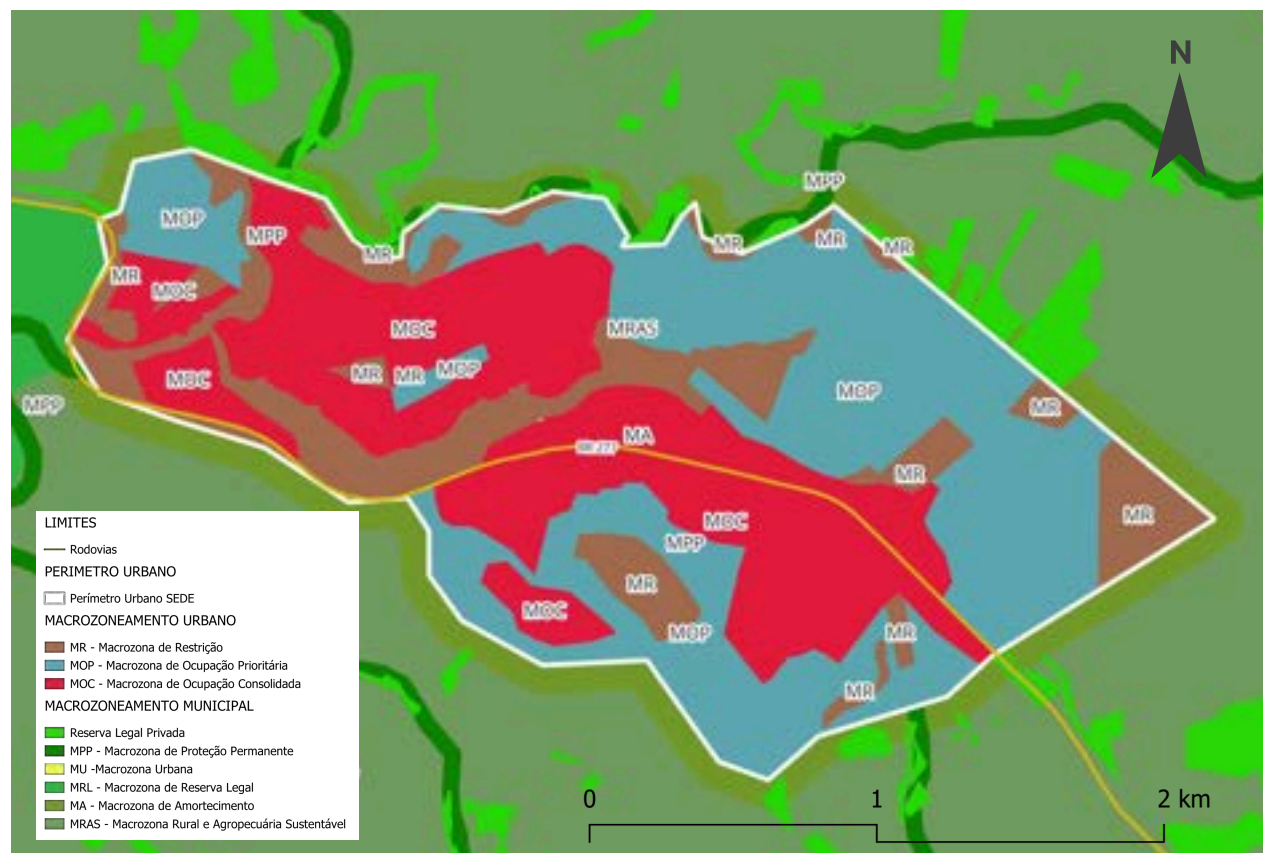 N
MPP
MOP
MPP
MR
MR
MR
MR
MR
MOC
MOC
MRAS
MOC
MR
MR
MOP
MOP
MPP
MR
MA
MR
MR
MOC
MPP
MR
MOC
MOP
MR
MR
LIMITES
Rodovias
PERIMETRO URBANO
Perímetro Urbano SEDE
MACROZONEAMENTO URBANO
MR - Macrozona de Restrição
MOP - Macrozona de Ocupação Prioritária
MOC - Macrozona de Ocupação Consolidada
MACROZONEAMENTO MUNICIPAL
Reserva Legal Privada
MPP - Macrozona de Proteção Permanente
MU -Macrozona Urbana
MRL - Macrozona de Reserva Legal
MA - Macrozona de Amortecimento
MRAS - Macrozona Rural e Agropecuária Sustentável
0 1 2 km